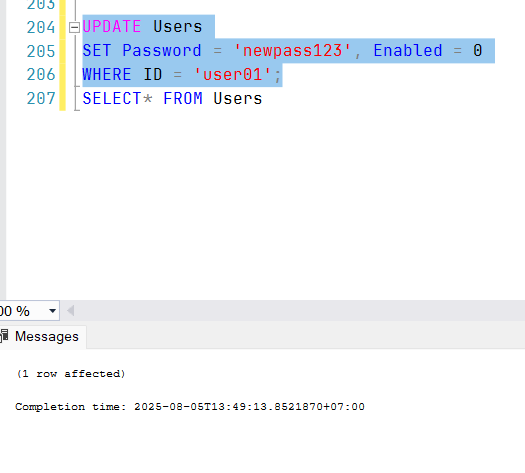 203
204 UPDATE Users
205 SET Password = 'newpass123', Enabled = 0
206 WHERE ID = 'user01';
207 SELECT* FROM Users
00 %
Messages
(1 row affected)
Completion time: 2025-08-05T13:49:13.8521870+07:00